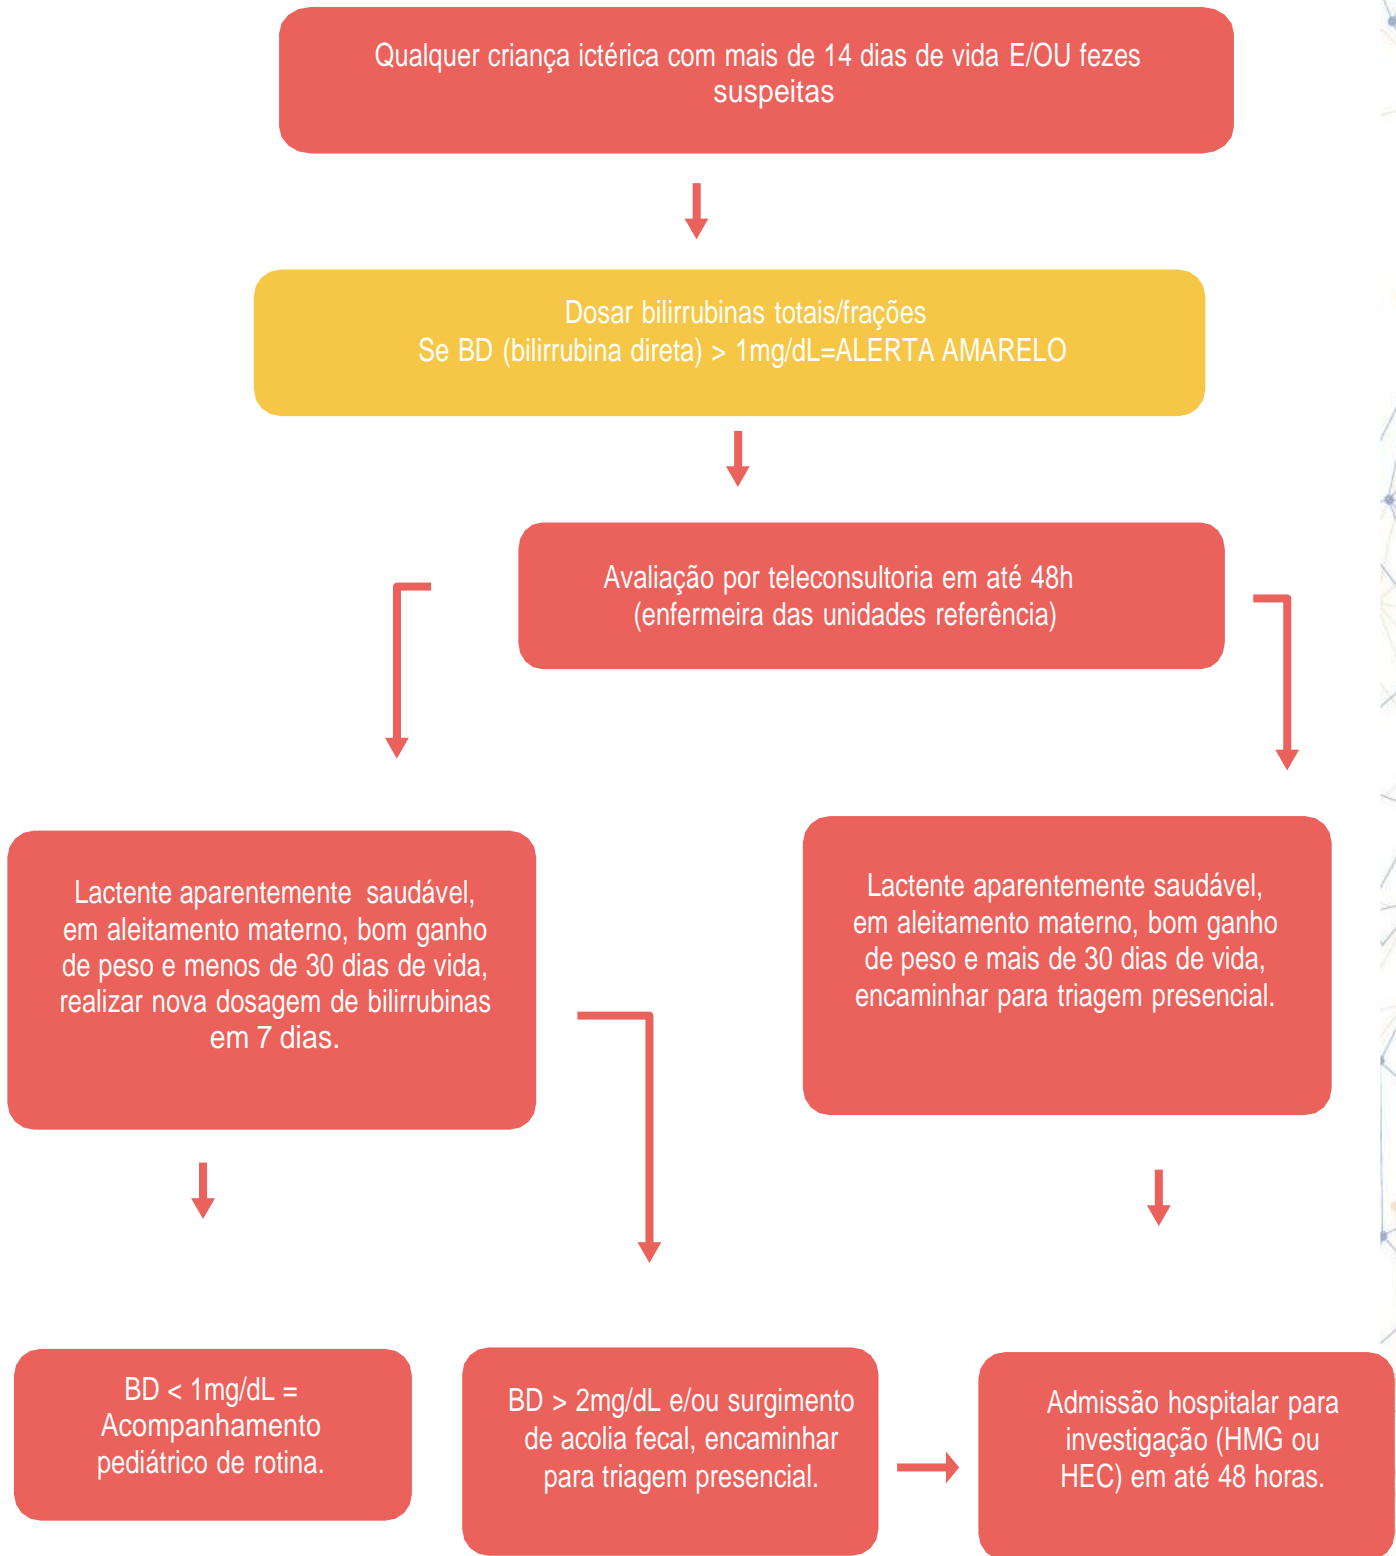 Qualquer criança ictérica com mais de 14 dias de vida E/OU fezes
suspeitas
Dosar bilirrubinas totais/frações
Se BD (bilirrubina direta) > 1mg/dL=ALERTA AMARELO
Avaliação por teleconsultoria em até 48h
(enfermeira das unidades referência)
Lactente aparentemente saudável,
em aleitamento materno, bom ganho
de peso e menos de 30 dias de vida,
realizar nova dosagem de bilirrubinas
em 7 dias.
Lactente aparentemente saudável,
em aleitamento materno, bom ganho
de peso e mais de 30 dias de vida,
encaminhar para triagem presencial.
BD < 1mg/dL =
Acompanhamento
pediátrico de rotina.
BD > 2mg/dL e/ou surgimento
de acolia fecal, encaminhar
para triagem presencial.
Admissão hospitalar para
investigação (HMG ou
HEC) em até 48 horas.